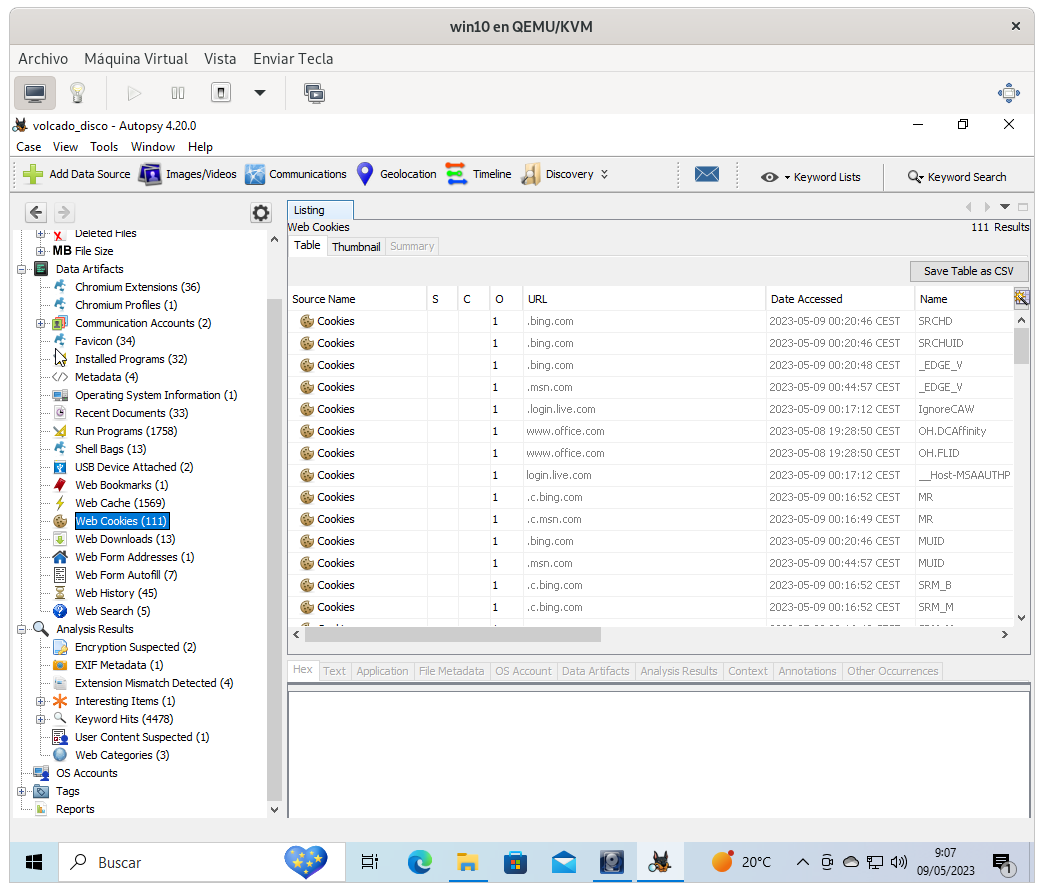 win10 en QEMU/KVM
Archivo Máquina Virtual Vista Enviar Tecla
volcado_disco - Autopsy 4.20.0
Case View Tools Window Help
Add Data Source Images/Videos Communications Geolocation Timeline Discovery Keyword Lists Keyword Search
Deleted Files
MB File Size
Data Artifacts
Chromium Extensions (36)
Chromium Profiles (1)
Communication Accounts (2)
Favicon (34)
Installed Programs (32)
Metadata (4)
Operating System Information (1)
Recent Documents (33)
Run Programs (1758)
Shell Bags (13)
USB Device Attached (2)
Web Bookmarks (1)
Web Cache (1569)
Web Cookies (111)
Web Downloads (13)
Web Form Addresses (1)
Web Form Autofill (7)
Web History (45)
Web Search (5)
Analysis Results
Encryption Suspected (2)
EXIF Metadata (1)
Extension Mismatch Detected (4)
Interesting Items (1)
Keyword Hits (4478)
User Content Suspected (1)
Web Categories (3)
OS Accounts
Tags
Reports
Listing
Web Cookies 111 Results
Table Thumbnail Summary
Save Table as CSV
Source Name S C O URL Date Accessed Name
Cookies 1 .bing.com 2023-05-09 00:20:46 CEST SRCHD
Cookies 1 .bing.com 2023-05-09 00:20:46 CEST SRCHUID
Cookies 1 .bing.com 2023-05-09 00:20:48 CEST _EDGE_V
Cookies 1 .msn.com 2023-05-09 00:44:57 CEST _EDGE_V
Cookies 1 .login.live.com 2023-05-09 00:17:12 CEST IgnoreCAW
Cookies 1 www.office.com 2023-05-08 19:28:50 CEST OH.DCAffinity
Cookies 1 www.office.com 2023-05-08 19:28:50 CEST OH.FLID
Cookies 1 login.live.com 2023-05-09 00:17:12 CEST __Host-MSAAUTHP
Cookies 1 .c.bing.com 2023-05-09 00:16:52 CEST MR
Cookies 1 .c.msn.com 2023-05-09 00:16:49 CEST MR
Cookies 1 .bing.com 2023-05-09 00:20:46 CEST MUID
Cookies 1 .msn.com 2023-05-09 00:44:57 CEST MUID
Cookies 1 .c.bing.com 2023-05-09 00:16:52 CEST SRM_B
Cookies 1 .c.bing.com 2023-05-09 00:16:52 CEST SRM_M
Hex Text Application File Metadata OS Account Data Artifacts Analysis Results Context Annotations Other Occurrences
Buscar
20°C
9:07
09/05/2023
1